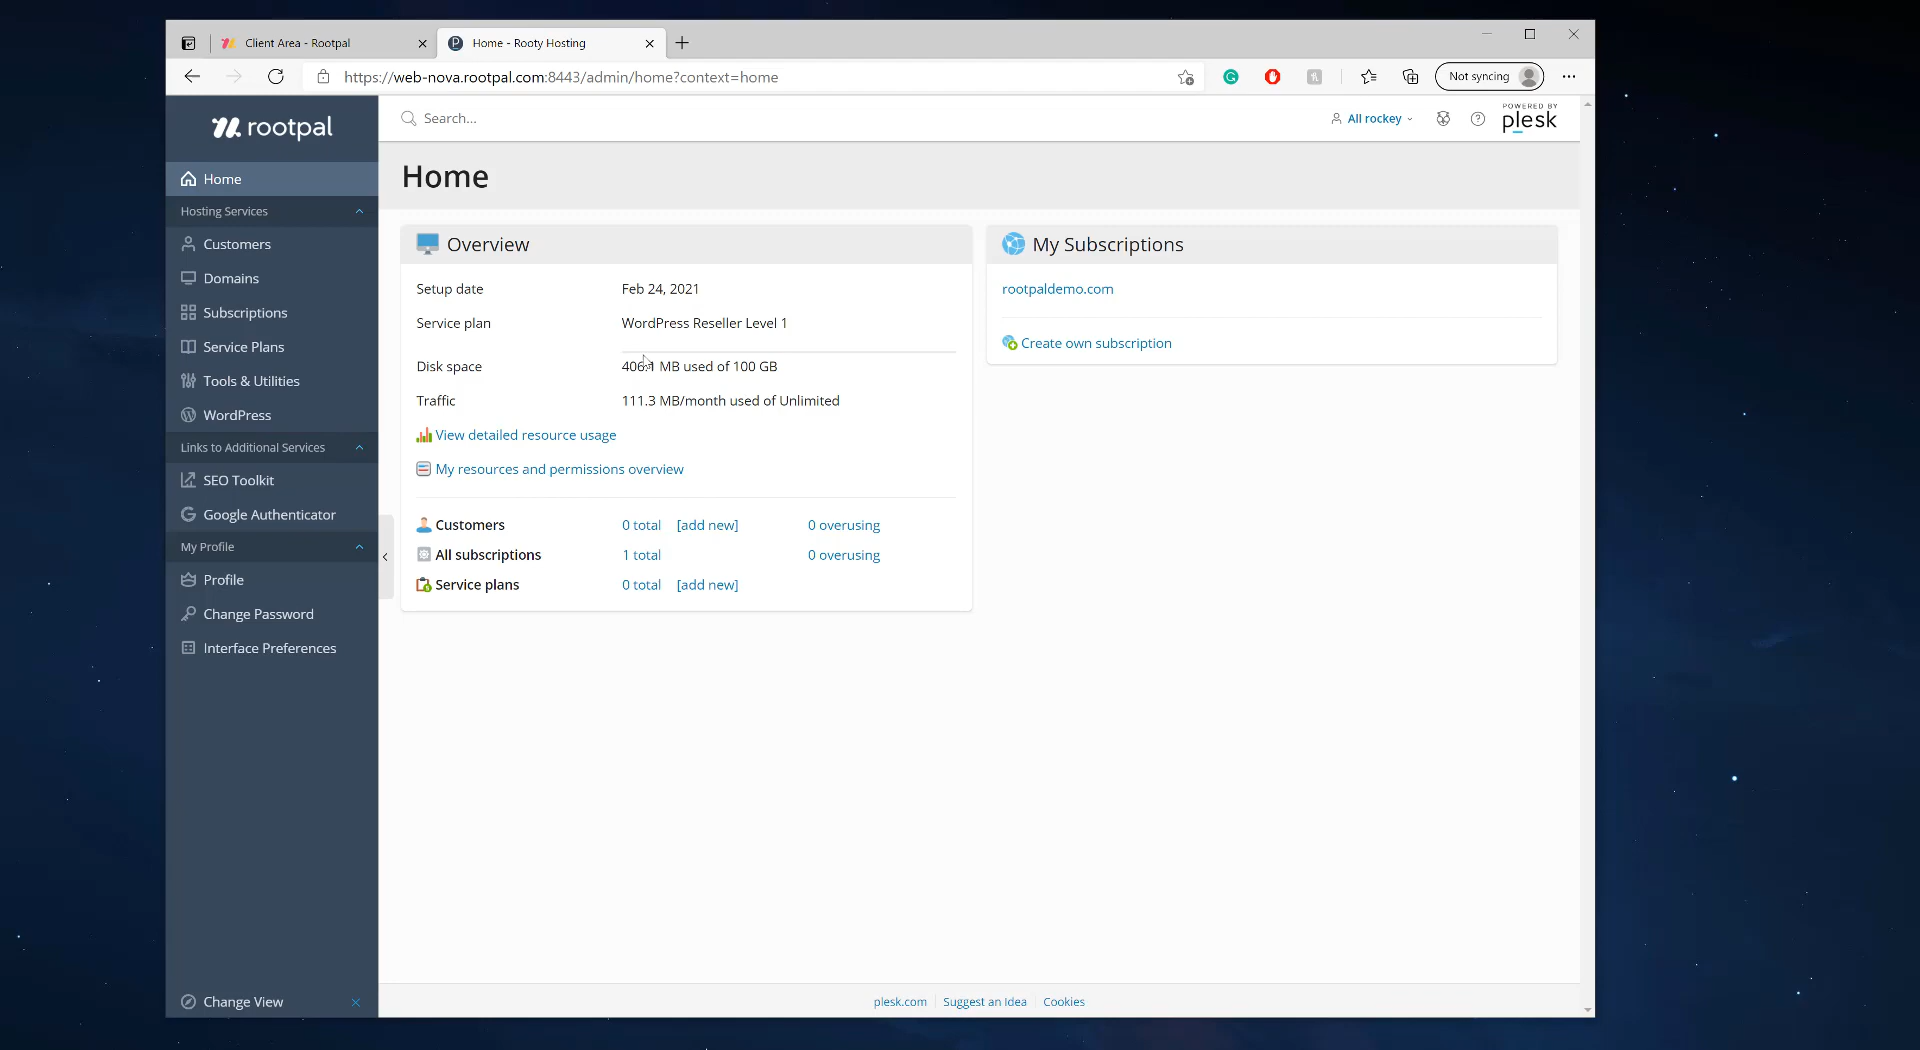 Client Area - Rootpal
Home - Rooty Hosting
https://web-nova.rootpal.com:8443/admin/home?context=home
Not syncing
rootpal
Search...
All rockey
POWERED BY
plesk
Home
Hosting Services
Customers
Domains
Subscriptions
Service Plans
Tools & Utilities
WordPress
Links to Additional Services
SEO Toolkit
Google Authenticator
My Profile
Profile
Change Password
Interface Preferences
Change View
Home
Overview
Setup date Feb 24, 2021
Service plan WordPress Reseller Level 1
Disk space 406.1 MB used of 100 GB
Traffic 111.3 MB/month used of Unlimited
View detailed resource usage
My resources and permissions overview
Customers 0 total [add new] 0 overusing
All subscriptions 1 total 0 overusing
Service plans 0 total [add new]
My Subscriptions
rootpaldemo.com
Create own subscription
plesk.com Suggest an Idea Cookies